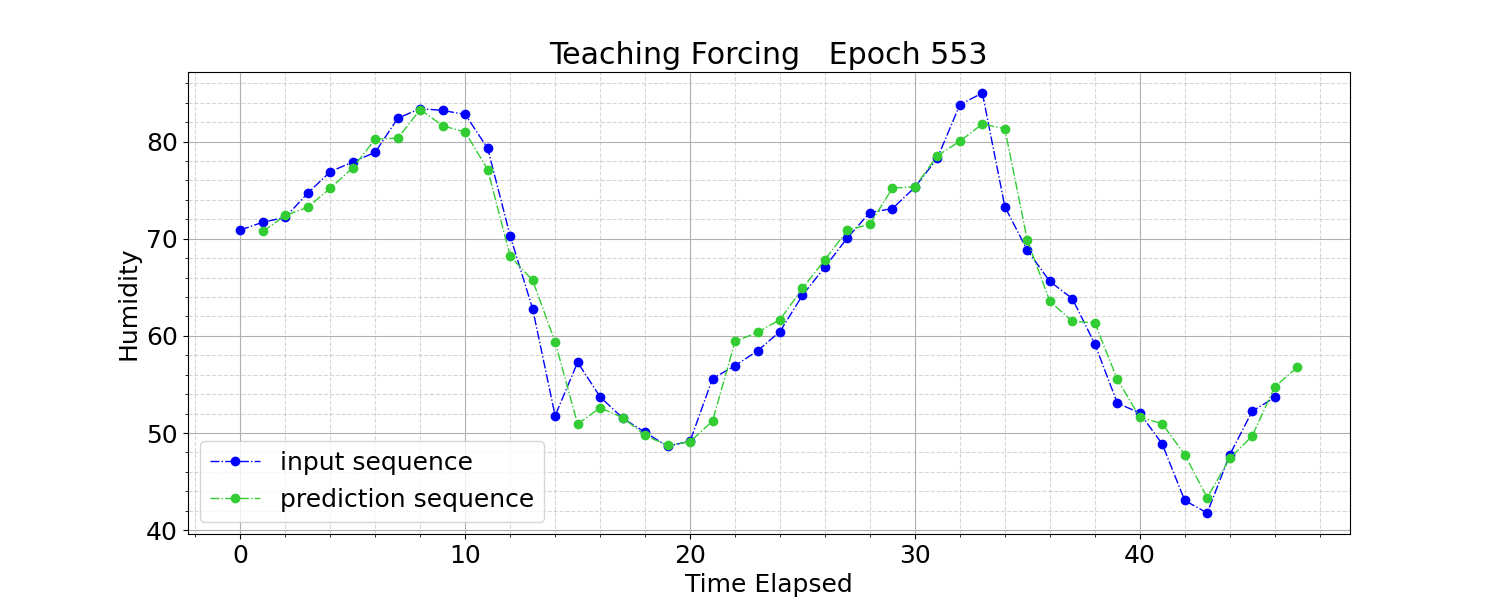 Teaching Forcing   Epoch 553
Humidity
80
70
60
50
40
input sequence
prediction sequence
0 10 20 30 40
Time Elapsed